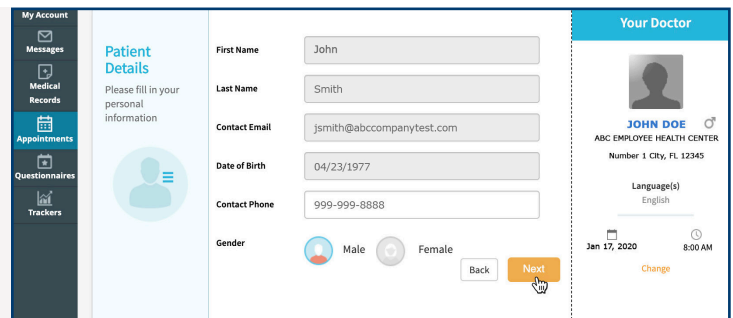 My Account
Messages
Medical
Records
Appointments
Questionnaires
Trackers
Patient
Details
Please fill in your
personal
information
First Name
John
Last Name
Smith
Contact Email
jsmith@abccompanytest.com
Date of Birth
04/23/1977
Contact Phone
999-999-8888
Gender
Male
Female
Back
Next
Your Doctor
JOHN DOE
ABC EMPLOYEE HEALTH CENTER
Number 1 City, FL 12345
Language(s)
English
Jan 17, 2020
8:00 AM
Change